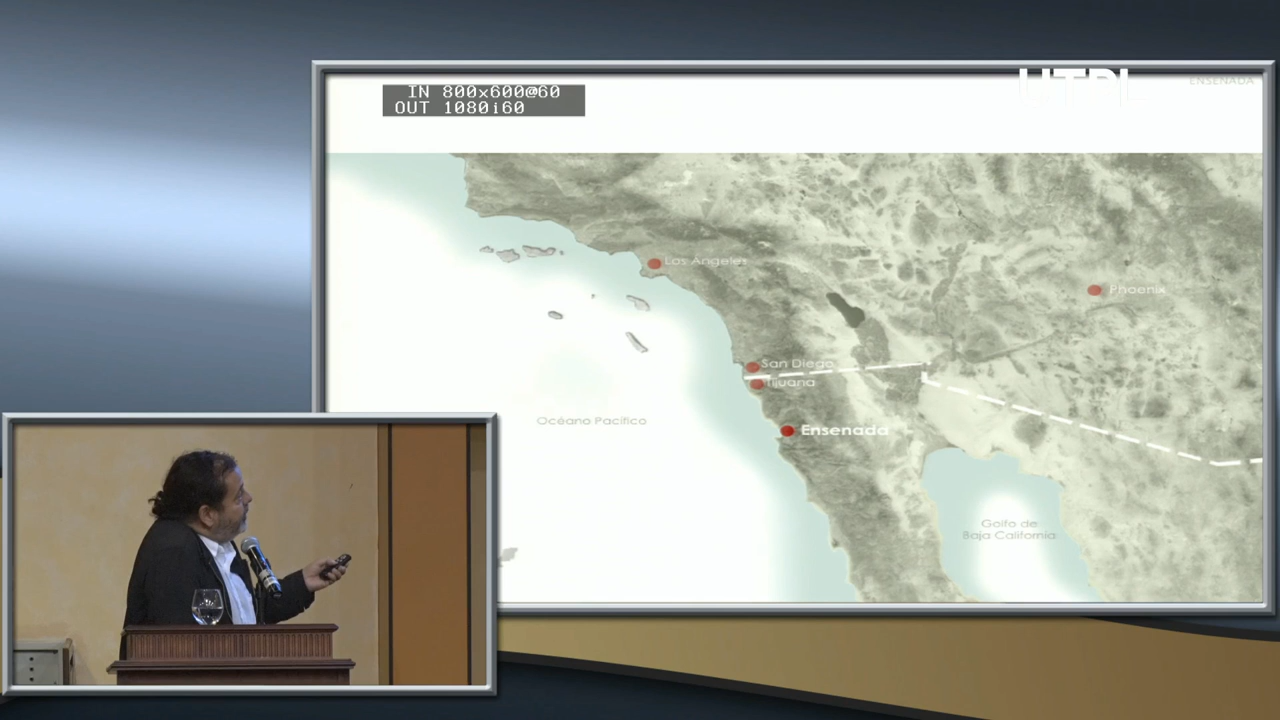 IN 800x600@60
OUT 1080i60
UTPL
ENSENADA
Los Angeles
Phoenix
San Diego
Tijuana
Océano Pacífico
Ensenada
Golfo de
Baja California